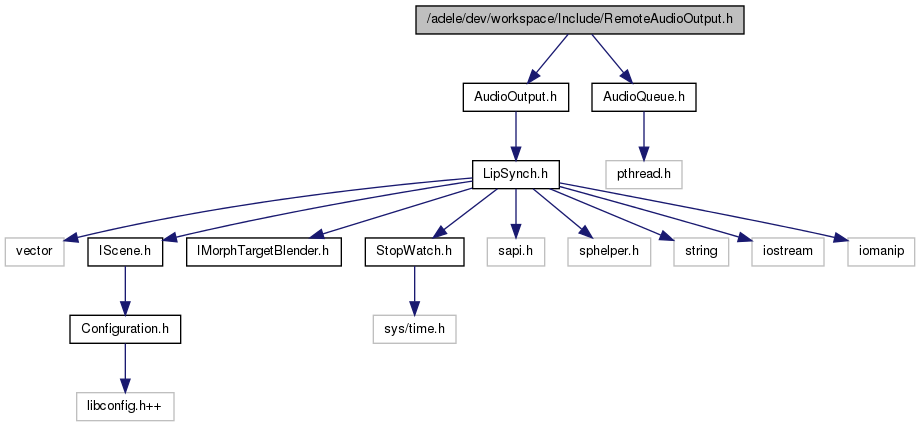 /adele/dev/workspace/Include/RemoteAudioOutput.h
AudioOutput.h
AudioQueue.h
LipSynch.h
pthread.h
vector
IScene.h
IMorphTargetBlender.h
StopWatch.h
sapi.h
sphelper.h
string
iostream
iomanip
Configuration.h
sys/time.h
libconfig.h++